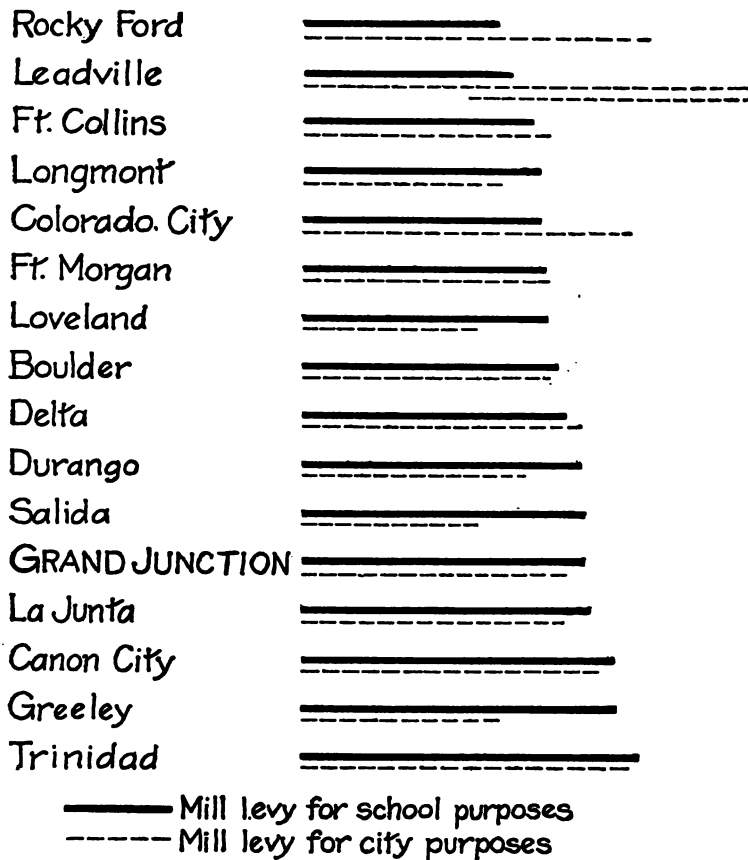 Rocky Ford
Leadville
Ft. Collins
Longmont
Colorado. City
Ft. Morgan
Loveland
Boulder
Delta
Durango
Salida
GRAND JUNCTION
La Junta
Canon City
Greeley
Trinidad
Mill levy for school purposes
Mill levy for city purposes